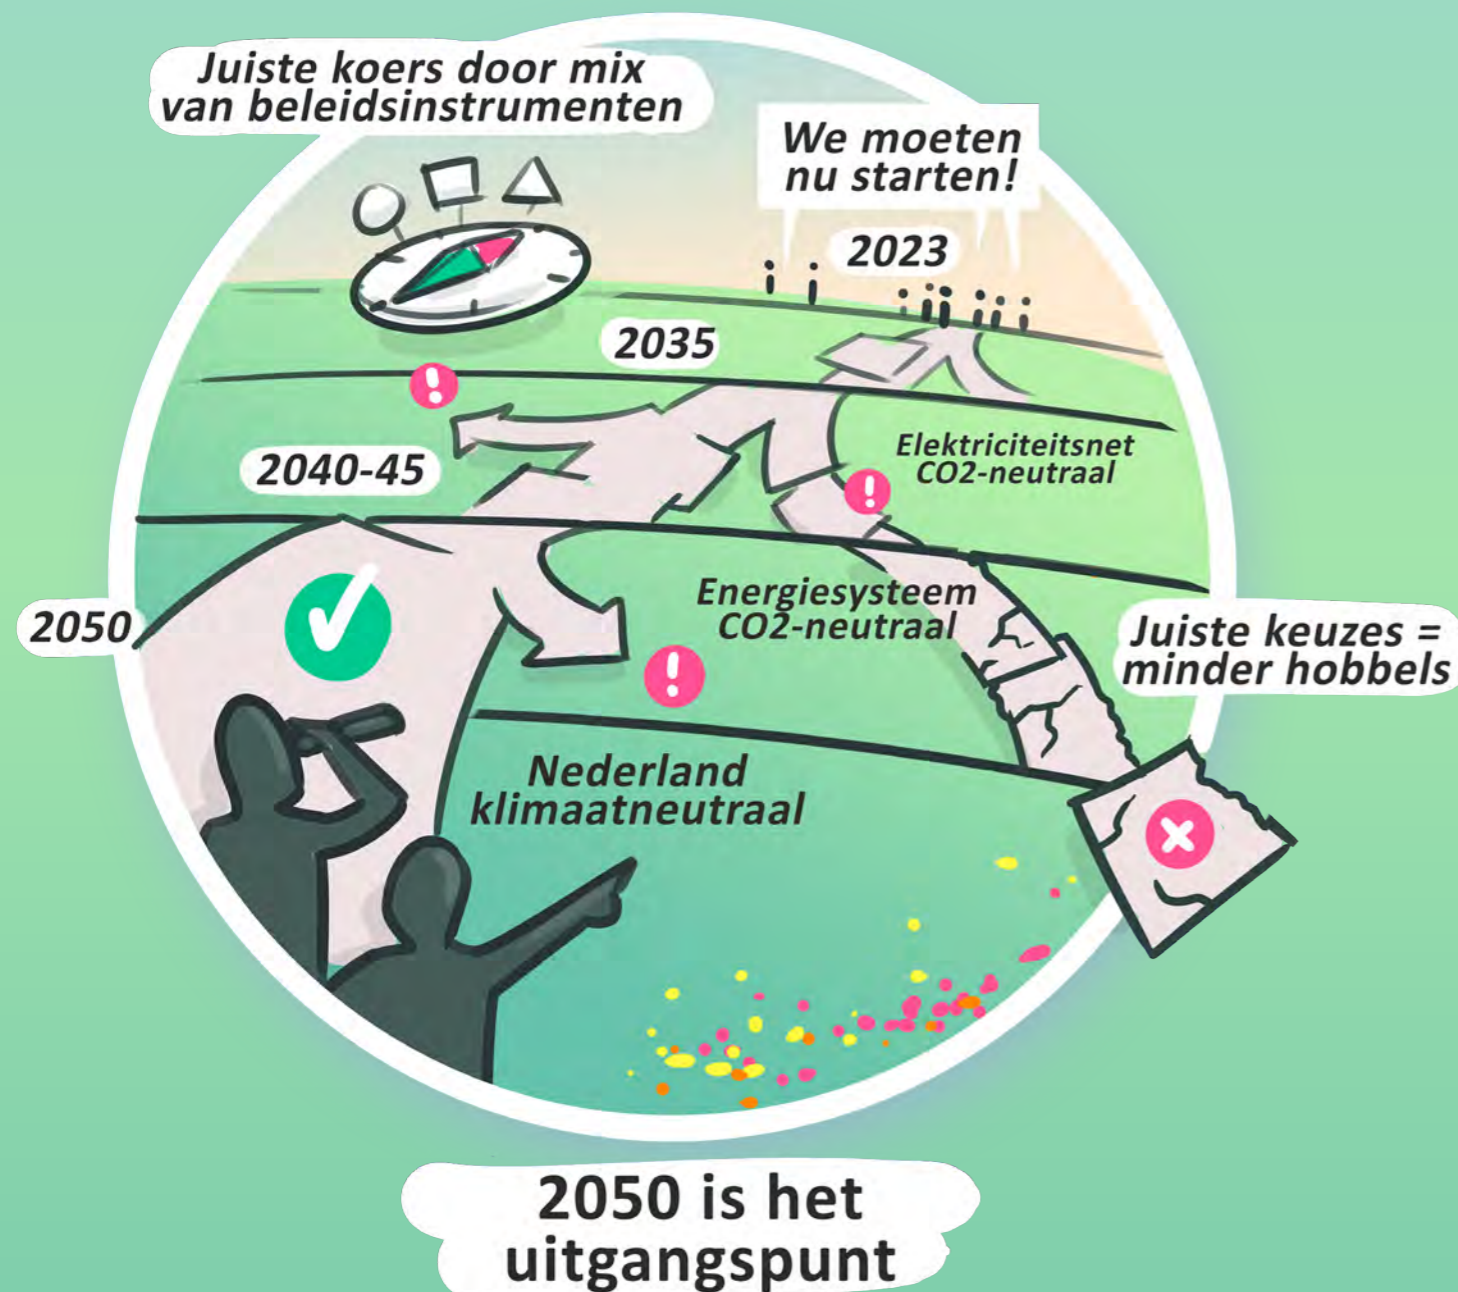 Juiste koers door mix
van beleidsinstrumenten
We moeten
nu starten!
2023
2035
2040-45
Elektriciteitsnet
CO2-neutraal
2050
Energiesysteem
CO2-neutraal
Juiste keuzes =
minder hobbels
Nederland
klimaatneutraal
2050 is het
uitgangspunt